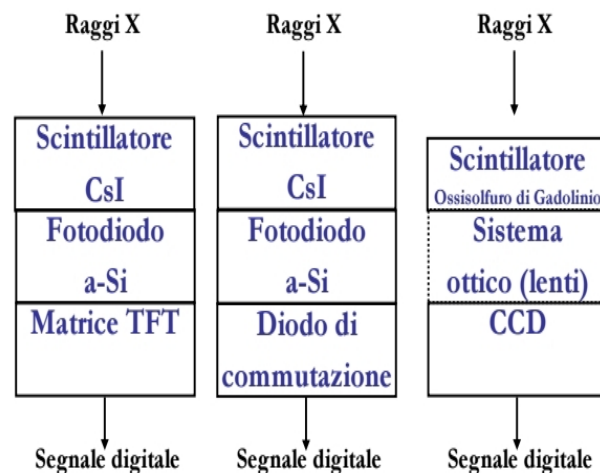 Raggi X
Scintillatore
CsI
Fotodiodo
a-Si
Matrice TFT
Segnale digitale
Raggi X
Scintillatore
CsI
Fotodiodo
a-Si
Diodo di
commutazione
Segnale digitale
Raggi X
Scintillatore
Ossisolfuro di Gadolinio
Sistema
ottico (lenti)
CCD
Segnale digitale